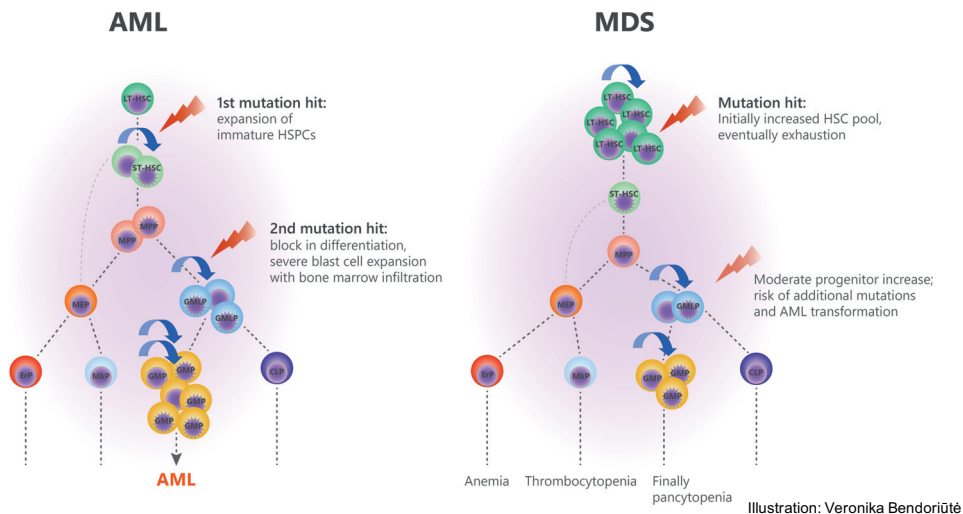 AML
LT-HSC
1st mutation hit:
expansion of
immature HSPCs
ST-HSC
MPP
MPP
2nd mutation hit:
block in differentiation,
severe blast cell expansion
with bone marrow infiltration
MEP
GMLP
GMLP
ErP
MkP
GMP
GMP
GMP
GMP
GMP
CLP
AML
MDS
LT-HSC
LT-HSC
LT-HSC
LT-HSC
LT-HSC
Mutation hit:
Initially increased HSC pool,
eventually exhaustion
ST-HSC
MPP
Moderate progenitor increase;
risk of additional mutations
and AML transformation
MEP
GMLP
ErP
MkP
GMP
GMP
CLP
Anemia
Thrombocytopenia
Finally
pancytopenia
Illustration: Veronika Bendoriūtė